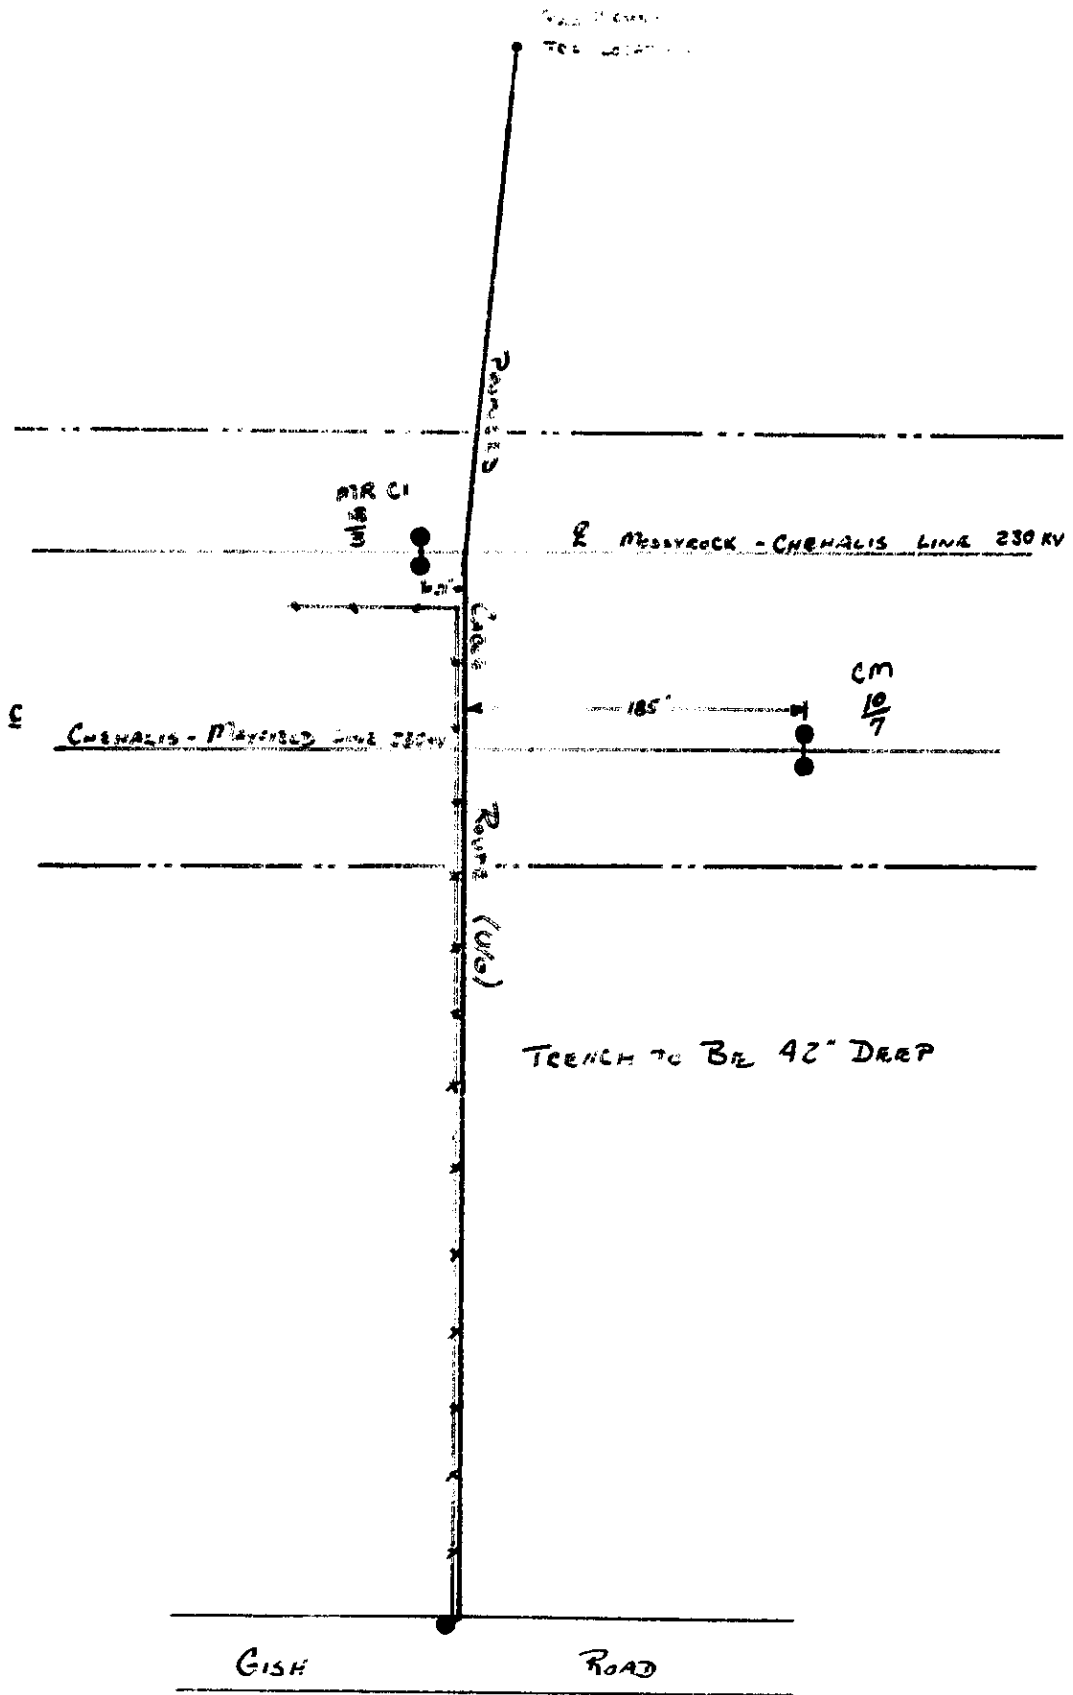 PROPOSED
MR C1
℄ MOSSYROCK - CHEHALIS LINE 230 KV
CABLE
CM
10
7
185'
℄
CHEHALIS - MAYFIELD LINE 230KV
ROUTE (U/G)
TRENCH TO BE 42" DEEP
GISH ROAD